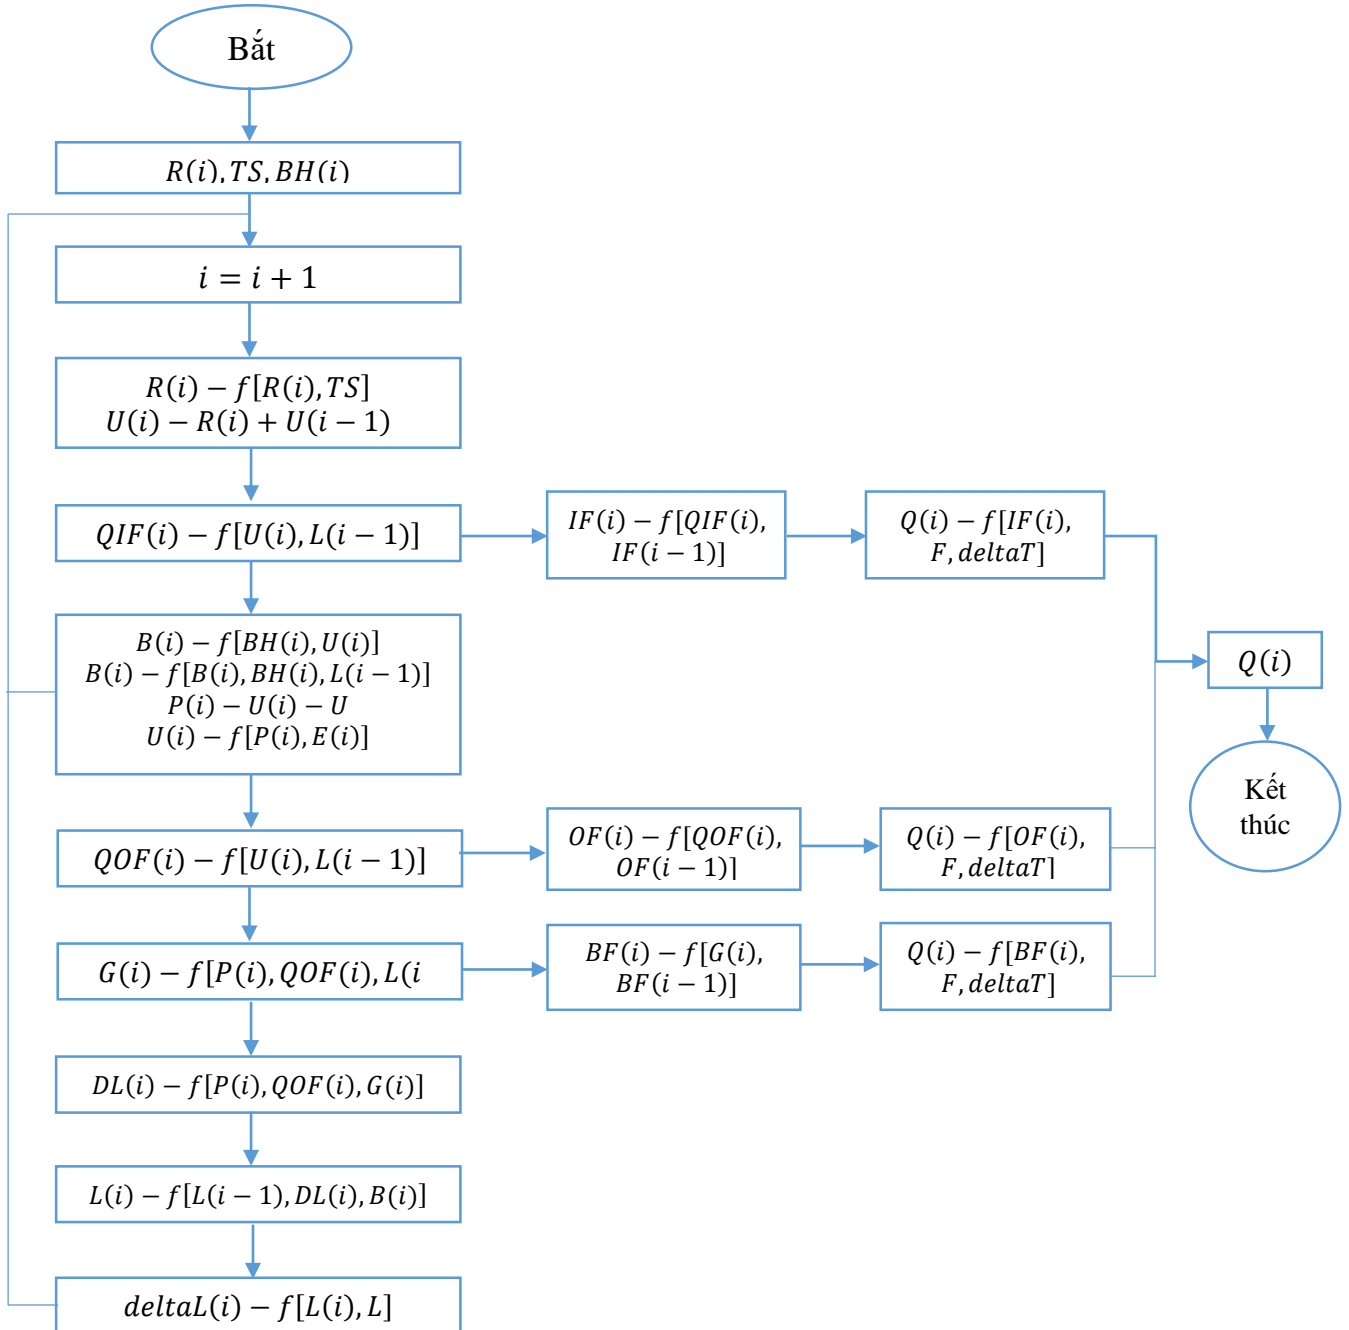 Bắt
R(i), TS, BH(i)
i = i + 1
R(i) − f[R(i), TS]
U(i) − R(i) + U(i − 1)
QIF(i) − f[U(i), L(i − 1)]
IF(i) − f[QIF(i),
IF(i − 1)]
Q(i) − f[IF(i),
F, deltaT]
B(i) − f[BH(i), U(i)]
B(i) − f[B(i), BH(i), L(i − 1)]
P(i) − U(i) − U
U(i) − f[P(i), E(i)]
Q(i)
Kết
thúc
QOF(i) − f[U(i), L(i − 1)]
OF(i) − f[QOF(i),
OF(i − 1)]
Q(i) − f[OF(i),
F, deltaT]
G(i) − f[P(i), QOF(i), L(i
BF(i) − f[G(i),
BF(i − 1)]
Q(i) − f[BF(i),
F, deltaT]
DL(i) − f[P(i), QOF(i), G(i)]
L(i) − f[L(i − 1), DL(i), B(i)]
deltaL(i) − f[L(i), L]